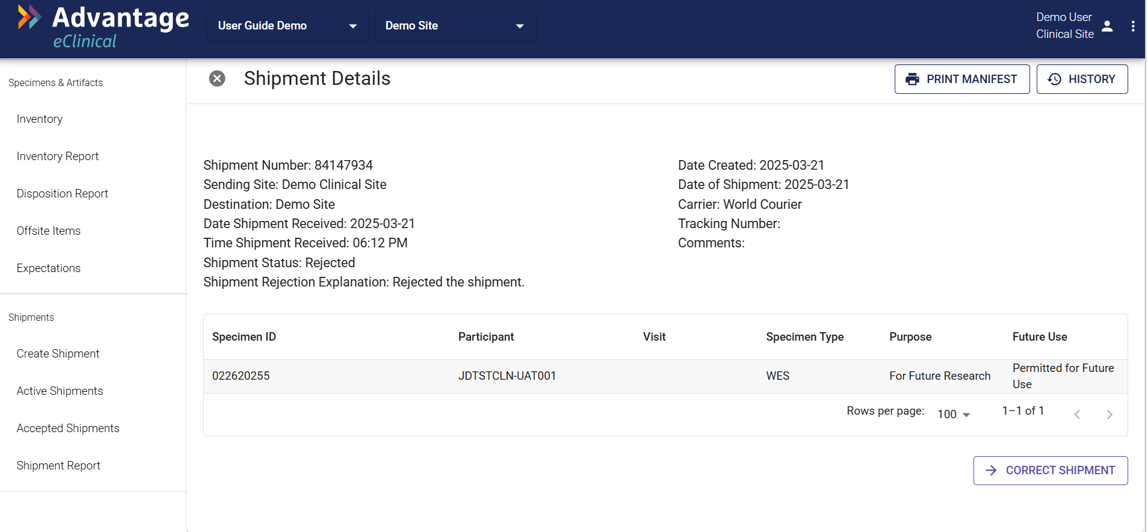 Advantage
eClinical
User Guide Demo
Demo Site
Demo User
Clinical Site
Specimens & Artifacts
Inventory
Inventory Report
Disposition Report
Offsite Items
Expectations
Shipments
Create Shipment
Active Shipments
Accepted Shipments
Shipment Report
Shipment Details
PRINT MANIFEST
HISTORY
Shipment Number: 84147934
Sending Site: Demo Clinical Site
Destination: Demo Site
Date Shipment Received: 2025-03-21
Time Shipment Received: 06:12 PM
Shipment Status: Rejected
Shipment Rejection Explanation: Rejected the shipment.
Date Created: 2025-03-21
Date of Shipment: 2025-03-21
Carrier: World Courier
Tracking Number:
Comments:
Specimen ID Participant Visit Specimen Type Purpose Future Use
022620255 JDTSTCLN-UAT001 WES For Future Research Permitted for Future
Use
Rows per page: 100 1–1 of 1
CORRECT SHIPMENT